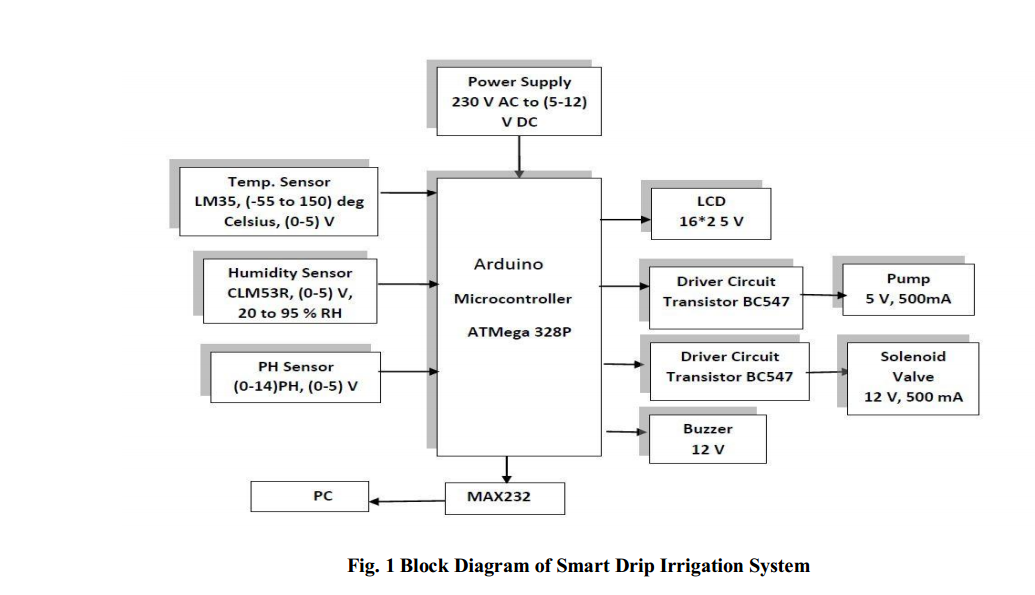 Power Supply
230 V AC to (5-12)
V DC
Temp. Sensor
LM35, (-55 to 150) deg
Celsius, (0-5) V
Humidity Sensor
CLM53R, (0-5) V,
20 to 95 % RH
PH Sensor
(0-14)PH, (0-5) V
Arduino
Microcontroller
ATMega 328P
LCD
16*2 5 V
Driver Circuit
Transistor BC547
Pump
5 V, 500mA
Driver Circuit
Transistor BC547
Solenoid
Valve
12 V, 500 mA
Buzzer
12 V
PC
MAX232
Fig. 1 Block Diagram of Smart Drip Irrigation System